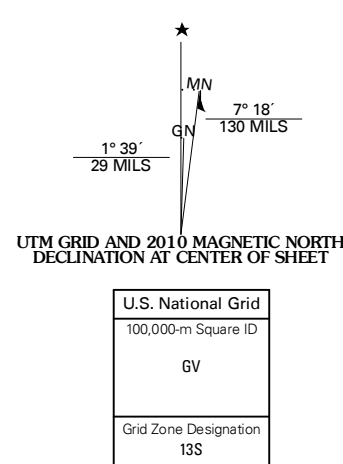 MN
7° 18´
130 MILS
GN
1° 39´
29 MILS
UTM GRID AND 2010 MAGNETIC NORTH
DECLINATION AT CENTER OF SHEET
U.S. National Grid
100,000-m Square ID
GV
Grid Zone Designation
13S